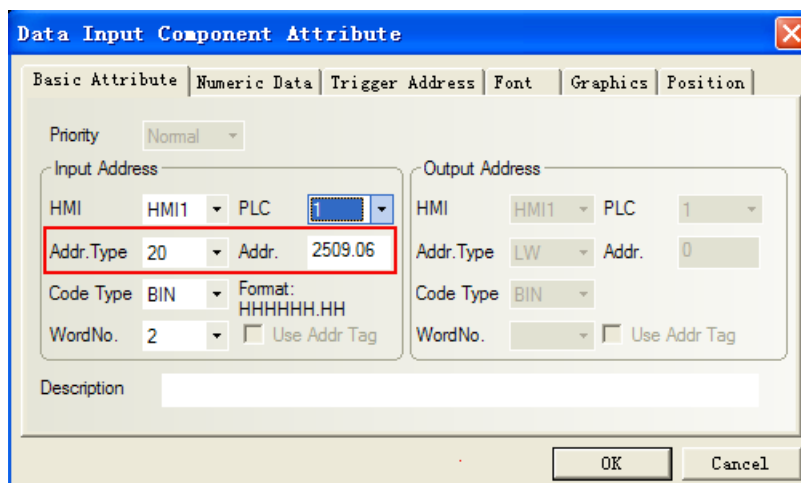 Data Input Component Attribute
Basic Attribute Numeric Data Trigger Address Font Graphics Position
Priority Normal
Input Address
HMI HMI1 PLC 1
Addr.Type 20 Addr. 2509.06
Code Type BIN Format:
HHHHHH.HH
WordNo. 2 Use Addr Tag
Output Address
HMI HMI1 PLC 1
Addr.Type LW Addr. 0
Code Type BIN
WordNo. Use Addr Tag
Description
OK Cancel